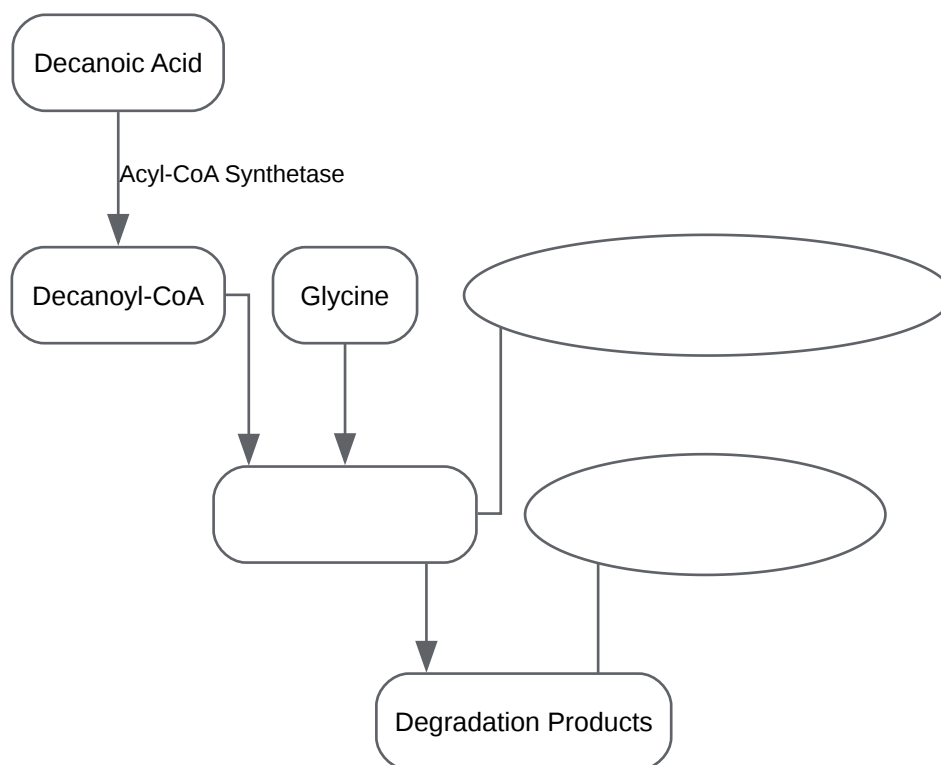 Decanoic Acid
Acyl-CoA Synthetase
Decanoyl-CoA
Glycine
Degradation Products